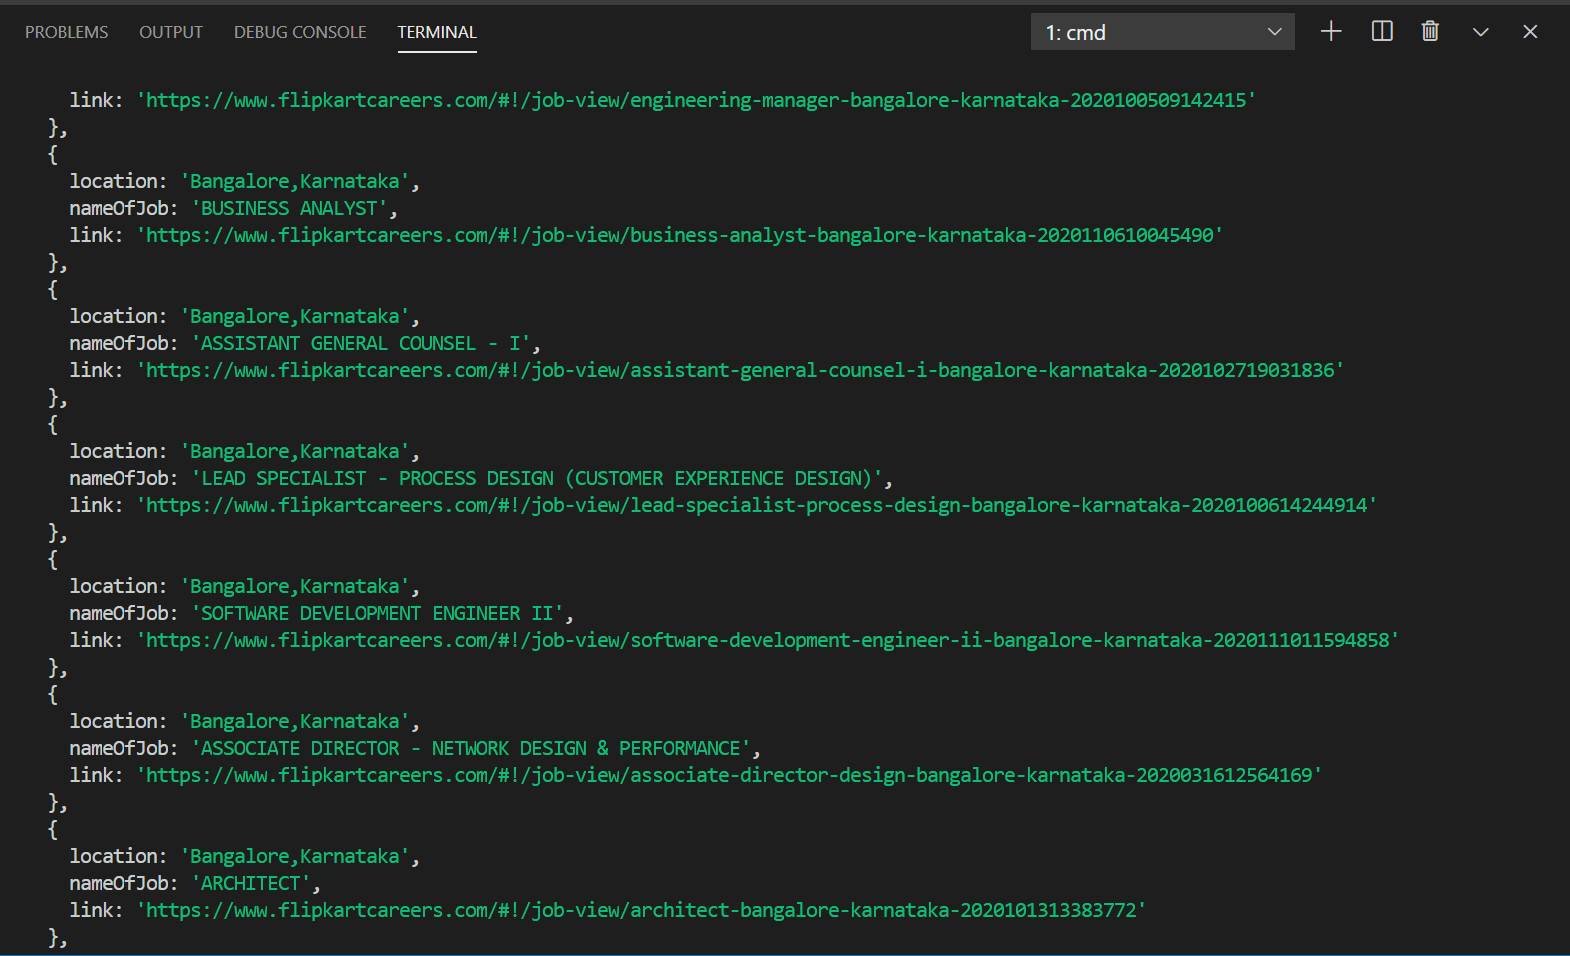 PROBLEMS OUTPUT DEBUG CONSOLE TERMINAL 1: cmd
link: 'https://www.flipkartcareers.com/#!/job-view/engineering-manager-bangalore-karnataka-2020100509142415'
},
{
location: 'Bangalore,Karnataka',
nameOfJob: 'BUSINESS ANALYST',
link: 'https://www.flipkartcareers.com/#!/job-view/business-analyst-bangalore-karnataka-2020110610045490'
},
{
location: 'Bangalore,Karnataka',
nameOfJob: 'ASSISTANT GENERAL COUNSEL - I',
link: 'https://www.flipkartcareers.com/#!/job-view/assistant-general-counsel-i-bangalore-karnataka-2020102719031836'
},
{
location: 'Bangalore,Karnataka',
nameOfJob: 'LEAD SPECIALIST - PROCESS DESIGN (CUSTOMER EXPERIENCE DESIGN)',
link: 'https://www.flipkartcareers.com/#!/job-view/lead-specialist-process-design-bangalore-karnataka-2020100614244914'
},
{
location: 'Bangalore,Karnataka',
nameOfJob: 'SOFTWARE DEVELOPMENT ENGINEER II',
link: 'https://www.flipkartcareers.com/#!/job-view/software-development-engineer-ii-bangalore-karnataka-2020111011594858'
},
{
location: 'Bangalore,Karnataka',
nameOfJob: 'ASSOCIATE DIRECTOR - NETWORK DESIGN & PERFORMANCE',
link: 'https://www.flipkartcareers.com/#!/job-view/associate-director-design-bangalore-karnataka-2020031612564169'
},
{
location: 'Bangalore,Karnataka',
nameOfJob: 'ARCHITECT',
link: 'https://www.flipkartcareers.com/#!/job-view/architect-bangalore-karnataka-2020101313383772'
},